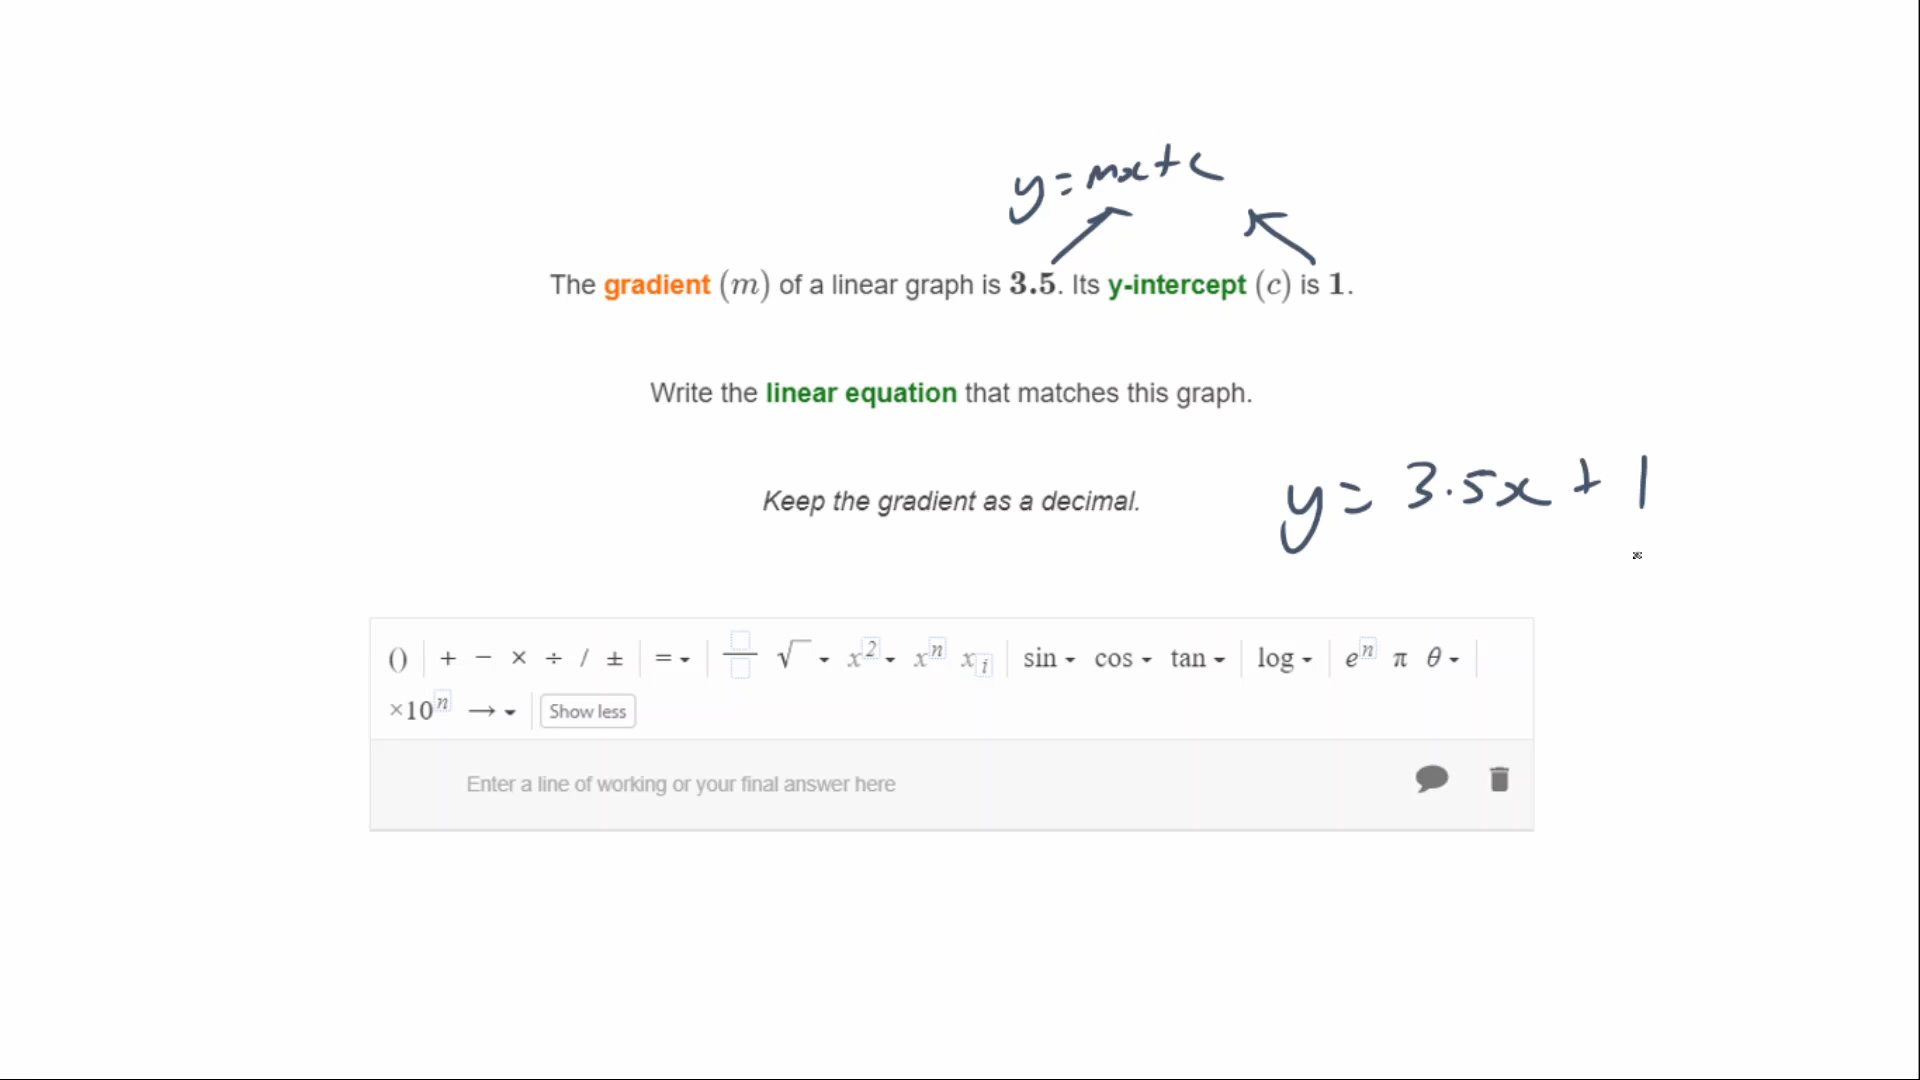 y = mx + c
The gradient (m) of a linear graph is 3.5. Its y-intercept (c) is 1.
Write the linear equation that matches this graph.
Keep the gradient as a decimal.
y = 3.5x + 1
() + − × ÷ / ± = √ x² xⁿ xᵢ sin cos tan log eⁿ π θ
×10ⁿ → Show less
Enter a line of working or your final answer here